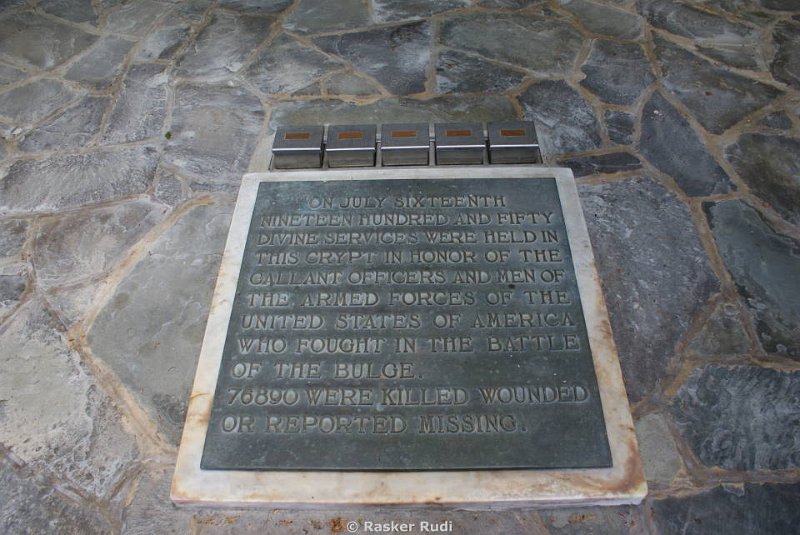 ON JULY SIXTEENTH
NINETEEN HUNDRED AND FIFTY
DIVINE SERVICES WERE HELD IN
THIS CRYPT IN HONOR OF THE
GALLANT OFFICERS AND MEN OF
THE ARMED FORCES OF THE
UNITED STATES OF AMERICA
WHO FOUGHT IN THE BATTLE
OF THE BULGE.
76890 WERE KILLED WOUNDED
OR REPORTED MISSING.
© Rasker Rudi